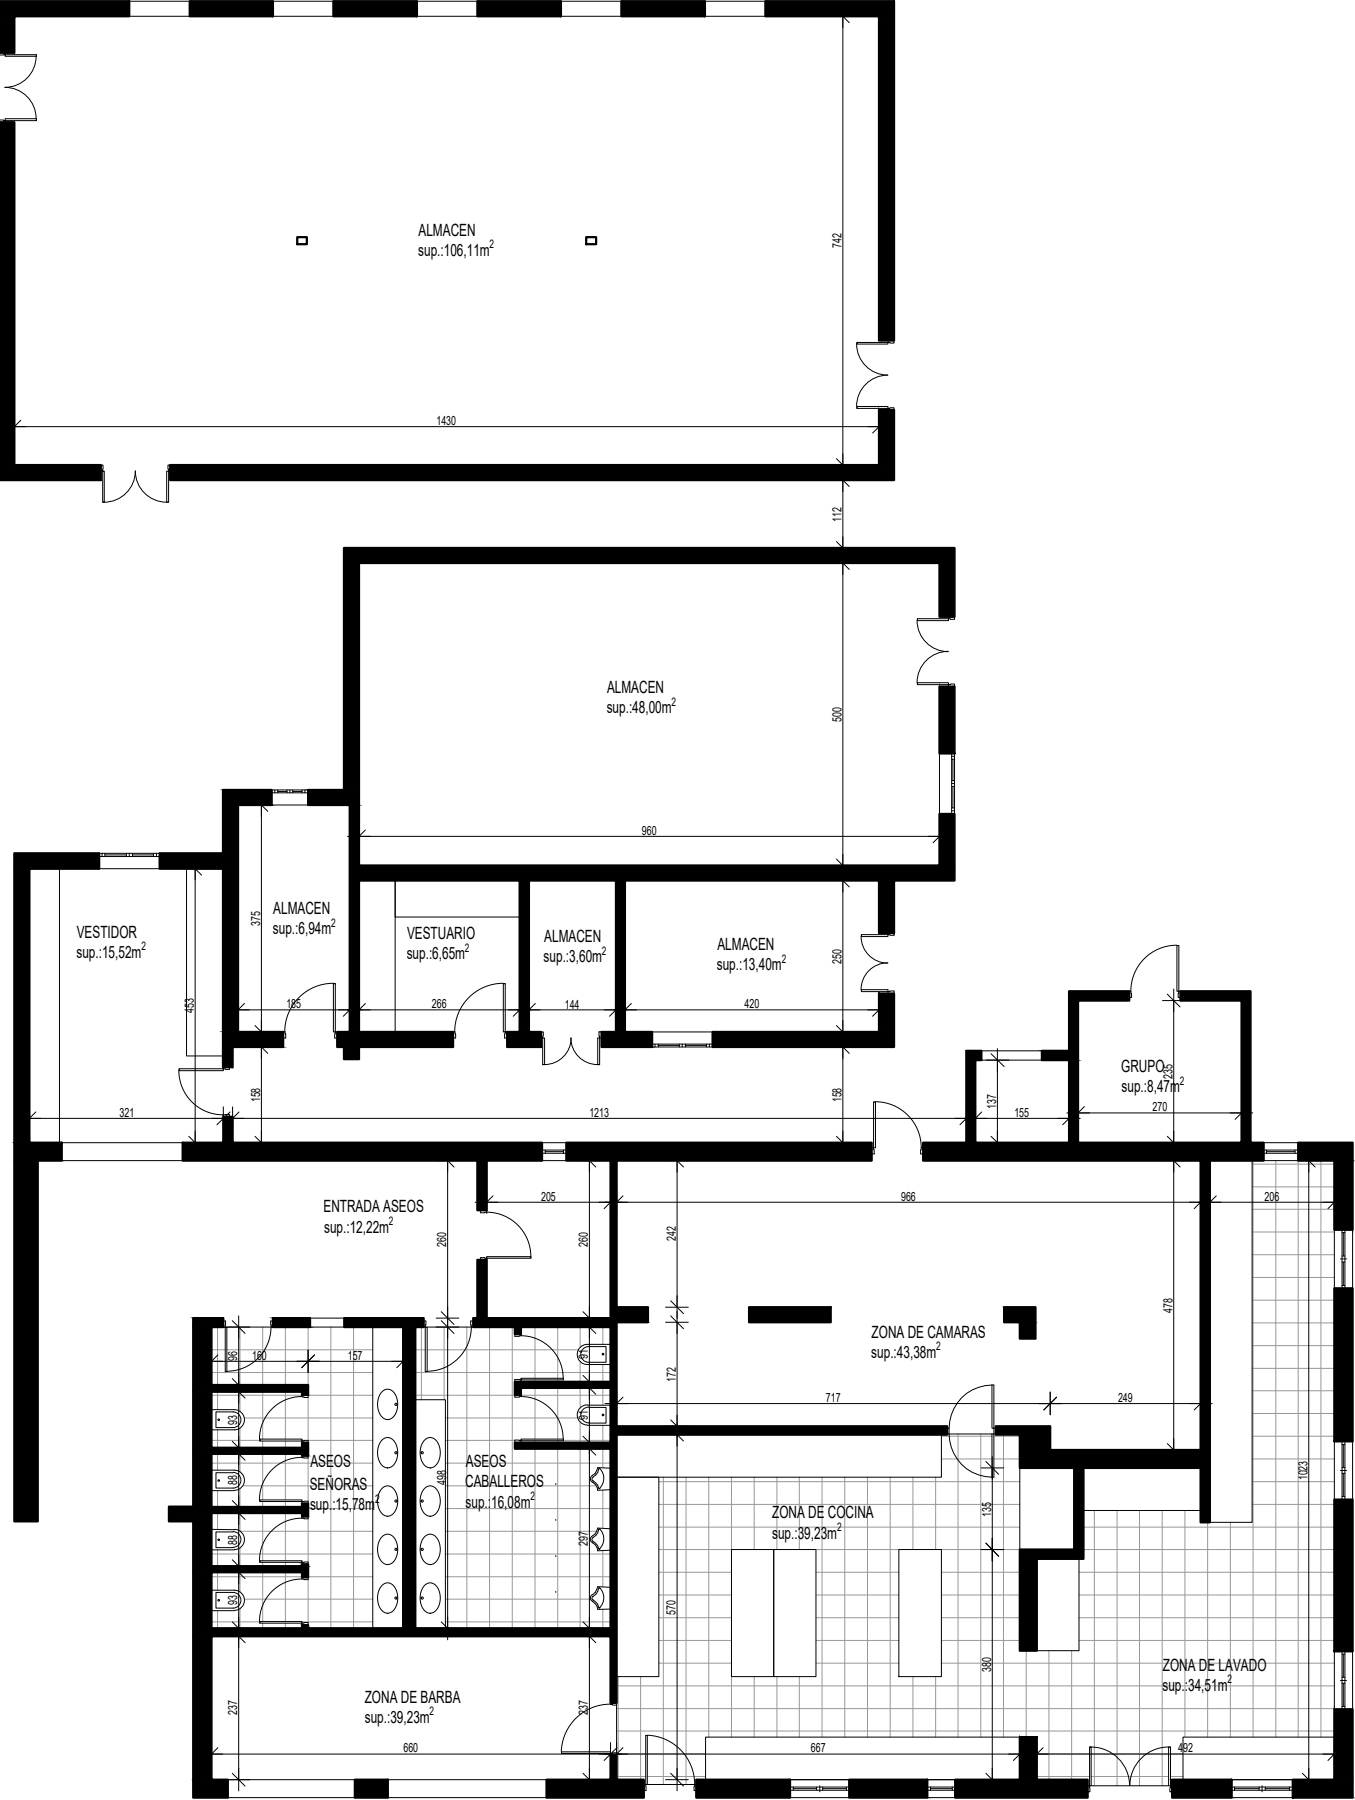 ALMACEN
sup.:106,11m²
742
1430
112
ALMACEN
sup.:48,00m²
500
960
VESTIDOR
sup.:15,52m²
453
321
ALMACEN
sup.:6,94m²
375
185
VESTUARIO
sup.:6,65m²
266
ALMACEN
sup.:3,60m²
144
ALMACEN
sup.:13,40m²
250
420
158
1213
158
137
155
GRUPO
sup.:8,47m²
235
270
ENTRADA ASEOS
sup.:12,22m²
260
205
260
966
242
478
206
ZONA DE CAMARAS
sup.:43,38m²
172
717
249
96
160
157
93
88
88
93
ASEOS
SEÑORAS
sup.:15,78m²
91
91
498
ASEOS
CABALLEROS
sup.:16,08m²
297
ZONA DE COCINA
sup.:39,23m²
135
570
380
667
1023
ZONA DE LAVADO
sup.:34,51m²
492
ZONA DE BARBA
sup.:39,23m²
237
237
660